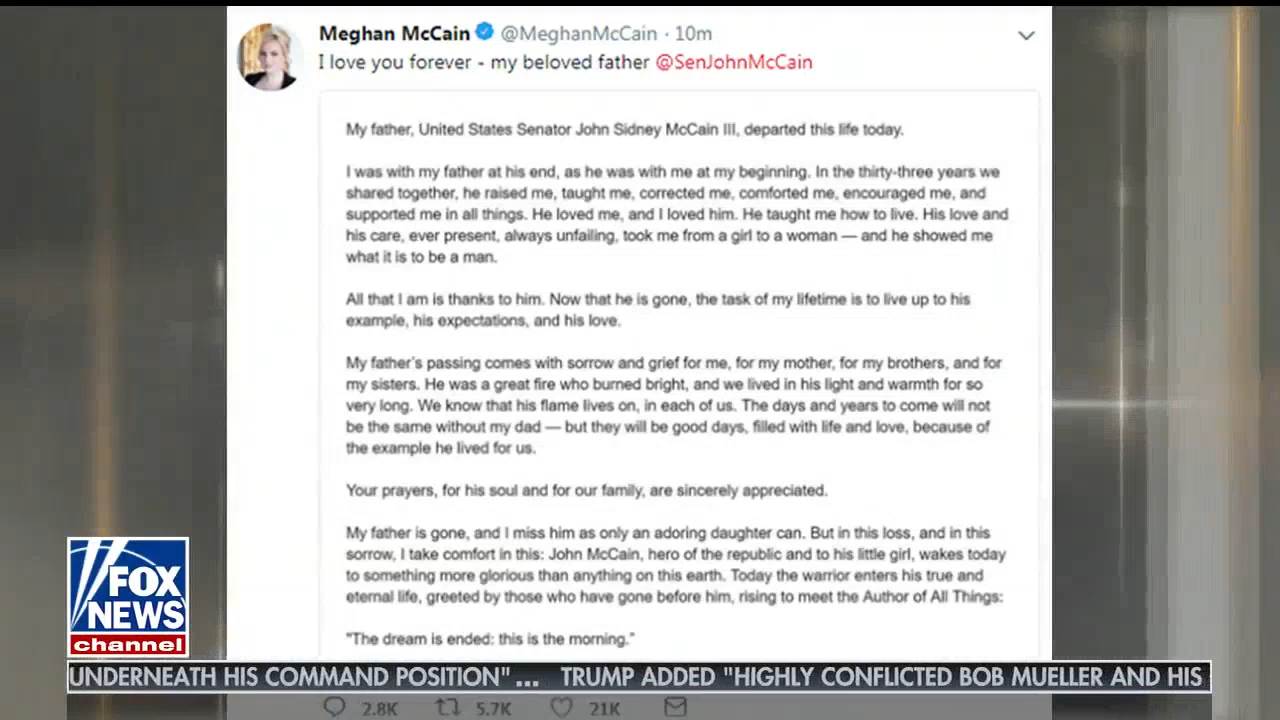 Meghan McCain @MeghanMcCain · 10m
I love you forever - my beloved father @SenJohnMcCain
My father, United States Senator John Sidney McCain III, departed this life today.
I was with my father at his end, as he was with me at my beginning. In the thirty-three years we
shared together, he raised me, taught me, corrected me, comforted me, encouraged me, and
supported me in all things. He loved me, and I loved him. He taught me how to live. His love and
his care, ever present, always unfailing, took me from a girl to a woman — and he showed me
what it is to be a man.
All that I am is thanks to him. Now that he is gone, the task of my lifetime is to live up to his
example, his expectations, and his love.
My father's passing comes with sorrow and grief for me, for my mother, for my brothers, and for
my sisters. He was a great fire who burned bright, and we lived in his light and warmth for so
very long. We know that his flame lives on, in each of us. The days and years to come will not
be the same without my dad — but they will be good days, filled with life and love, because of
the example he lived for us.
Your prayers, for his soul and for our family, are sincerely appreciated.
My father is gone, and I miss him as only an adoring daughter can. But in this loss, and in this
sorrow, I take comfort in this: John McCain, hero of the republic and to his little girl, wakes today
to something more glorious than anything on this earth. Today the warrior enters his true and
eternal life, greeted by those who have gone before him, rising to meet the Author of All Things:
"The dream is ended: this is the morning."
FOX
NEWS
channel
UNDERNEATH HIS COMMAND POSITION" ... TRUMP ADDED "HIGHLY CONFLICTED BOB MUELLER AND HIS
2.8K 5.7K 21K